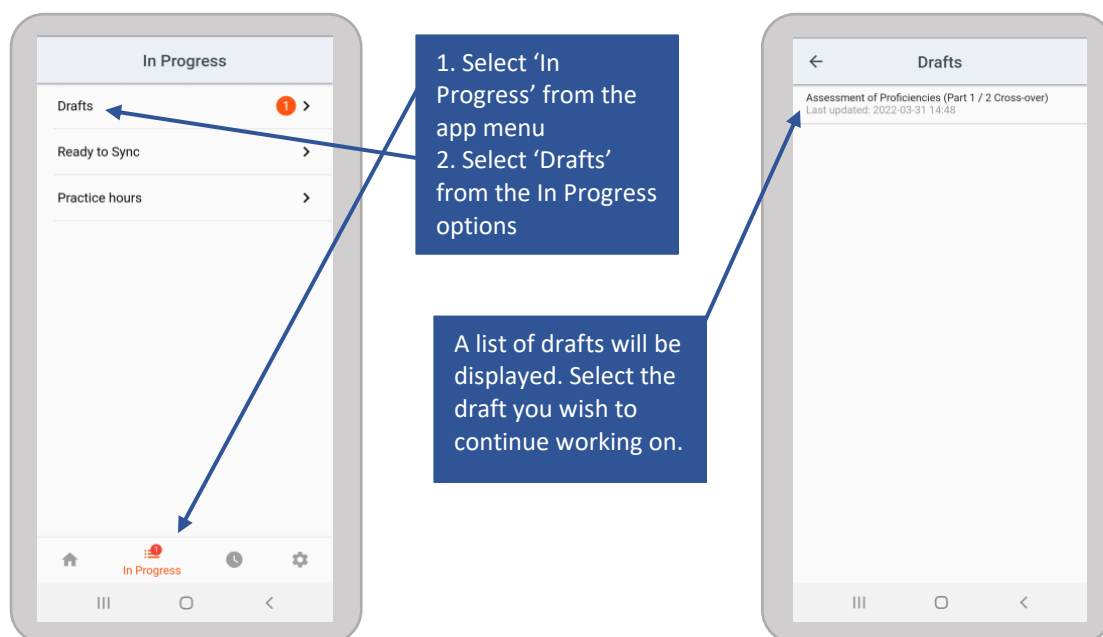 In Progress
Drafts
1
Ready to Sync
Practice hours
1
In Progress
1. Select ‘In
Progress’ from the
app menu
2. Select ‘Drafts’
from the In Progress
options
A list of drafts will be
displayed. Select the
draft you wish to
continue working on.
Drafts
Assessment of Proficiencies (Part 1 / 2 Cross-over)
Last updated: 2022-03-31 14:48